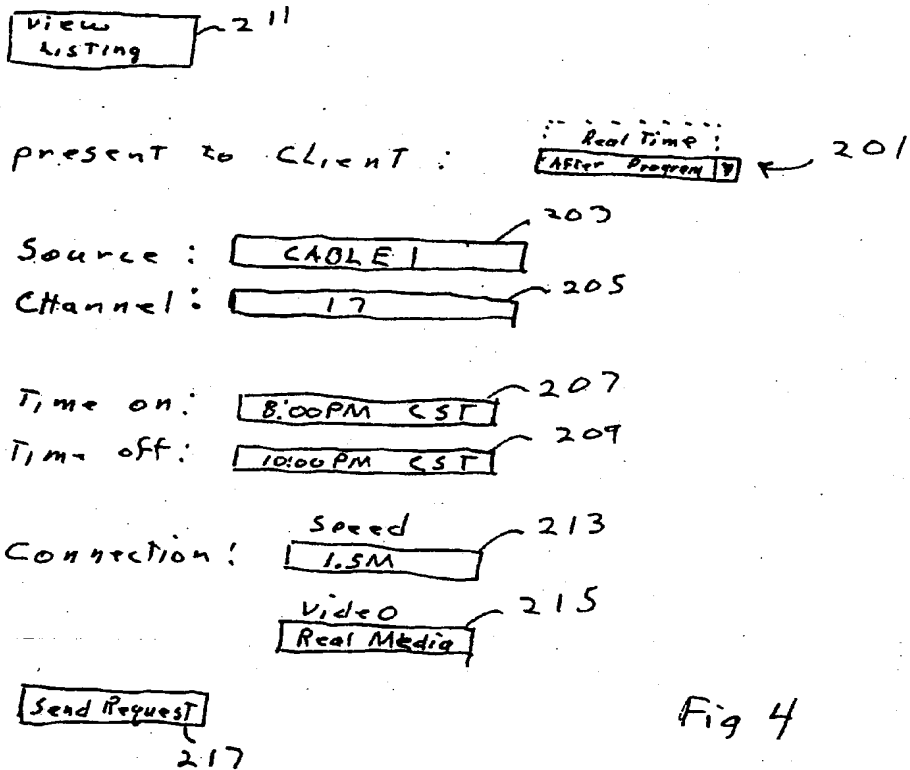 View
Listing
211
present to Client :
Real Time
After Program
201
Source :
CABLE 1
203
Channel :
17
205
Time on :
8:00PM CST
207
Time off :
10:00 PM CST
209
Connection :
Speed
1.5M
213
Video
Real Media
215
Send Request
217
Fig 4